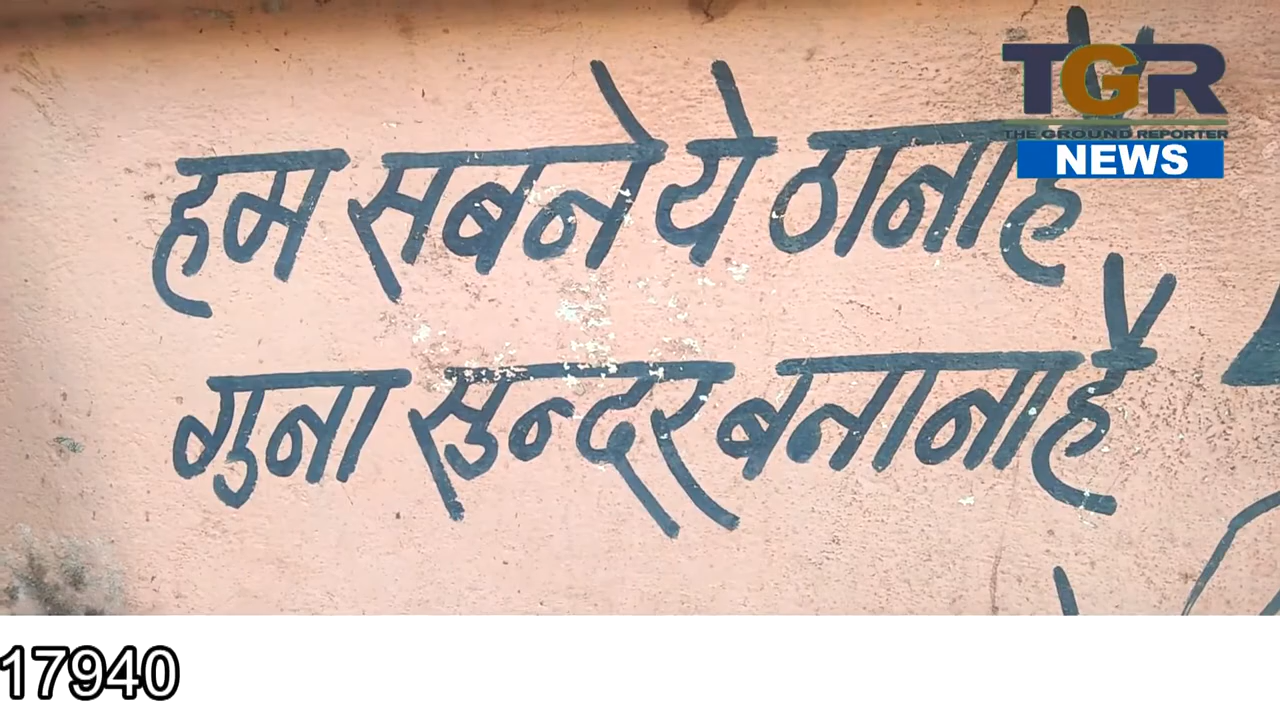 TGR
THE GROUND REPORTER
NEWS
हम सबने ये ठाना है
गुना सुन्दर बनाना है
17940